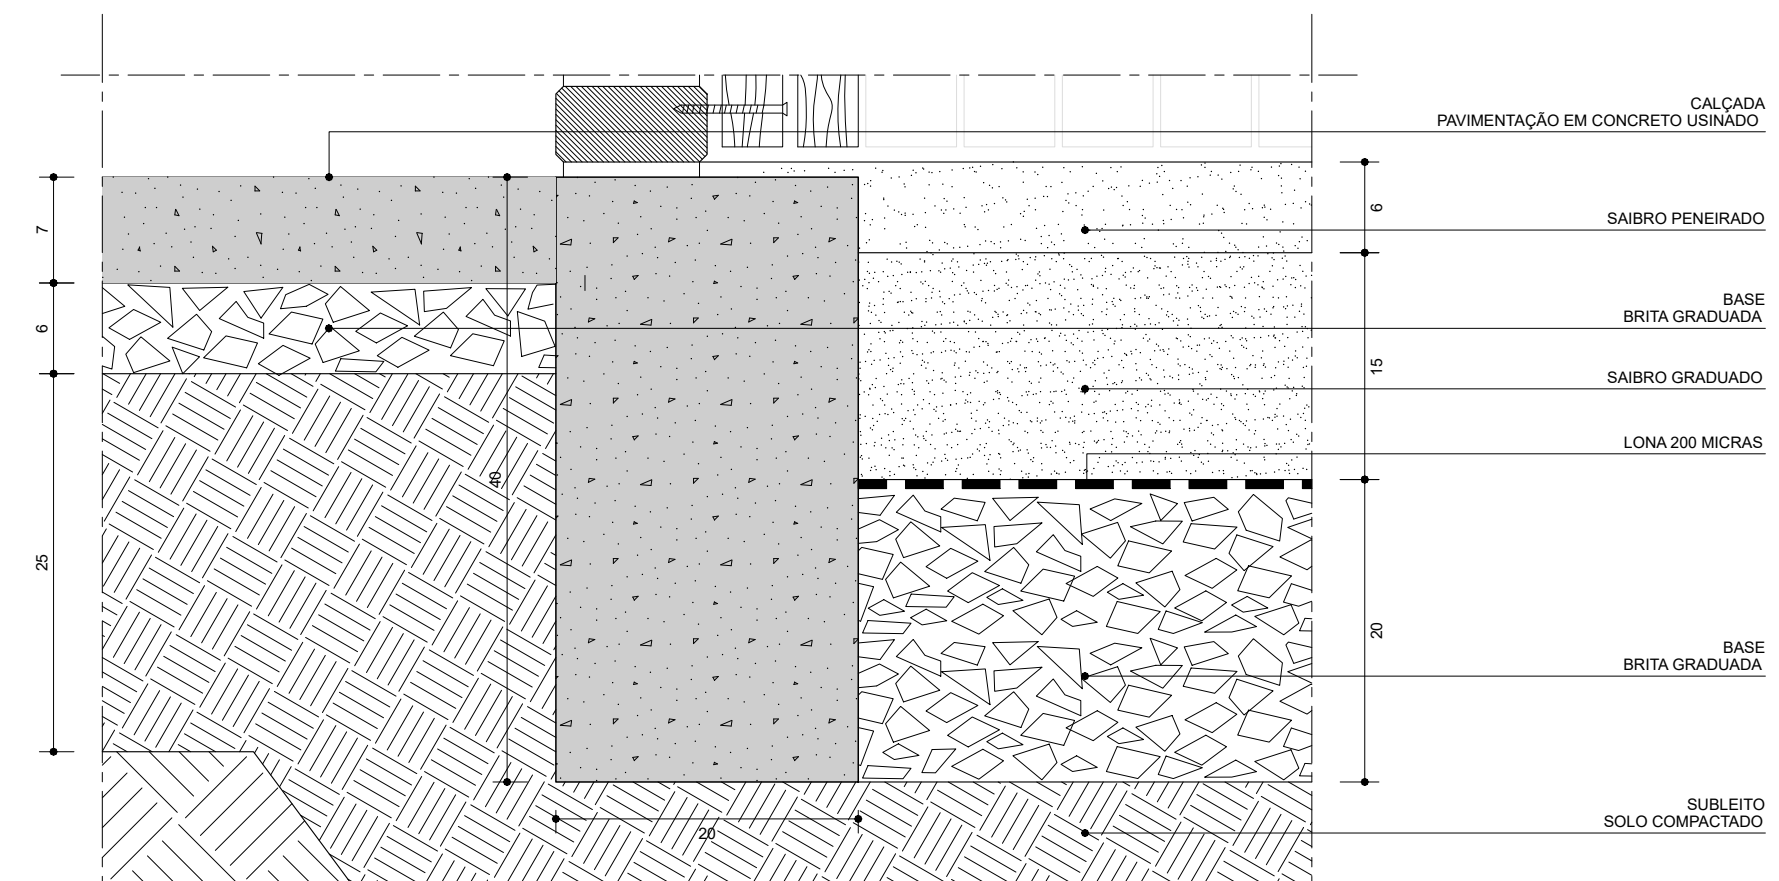 CALÇADA
PAVIMENTAÇÃO EM CONCRETO USINADO
SAIBRO PENEIRADO
BASE
BRITA GRADUADA
SAIBRO GRADUADO
LONA 200 MICRAS
BASE
BRITA GRADUADA
SUBLEITO
SOLO COMPACTADO
7
6
25
40
20
6
15
20